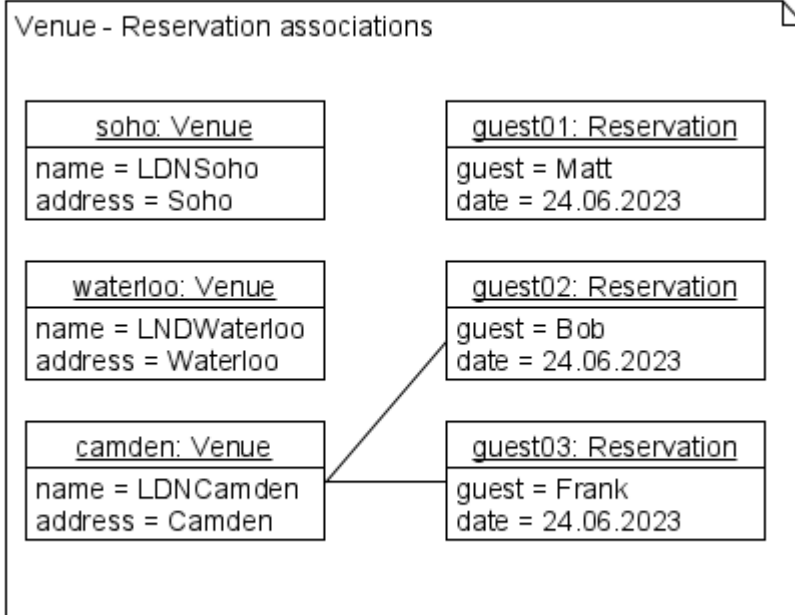 Venue - Reservation associations
soho: Venue
name = LDNSoho
address = Soho
guest01: Reservation
guest = Matt
date = 24.06.2023
waterloo: Venue
name = LNDWaterloo
address = Waterloo
guest02: Reservation
guest = Bob
date = 24.06.2023
camden: Venue
name = LDNCamden
address = Camden
guest03: Reservation
guest = Frank
date = 24.06.2023